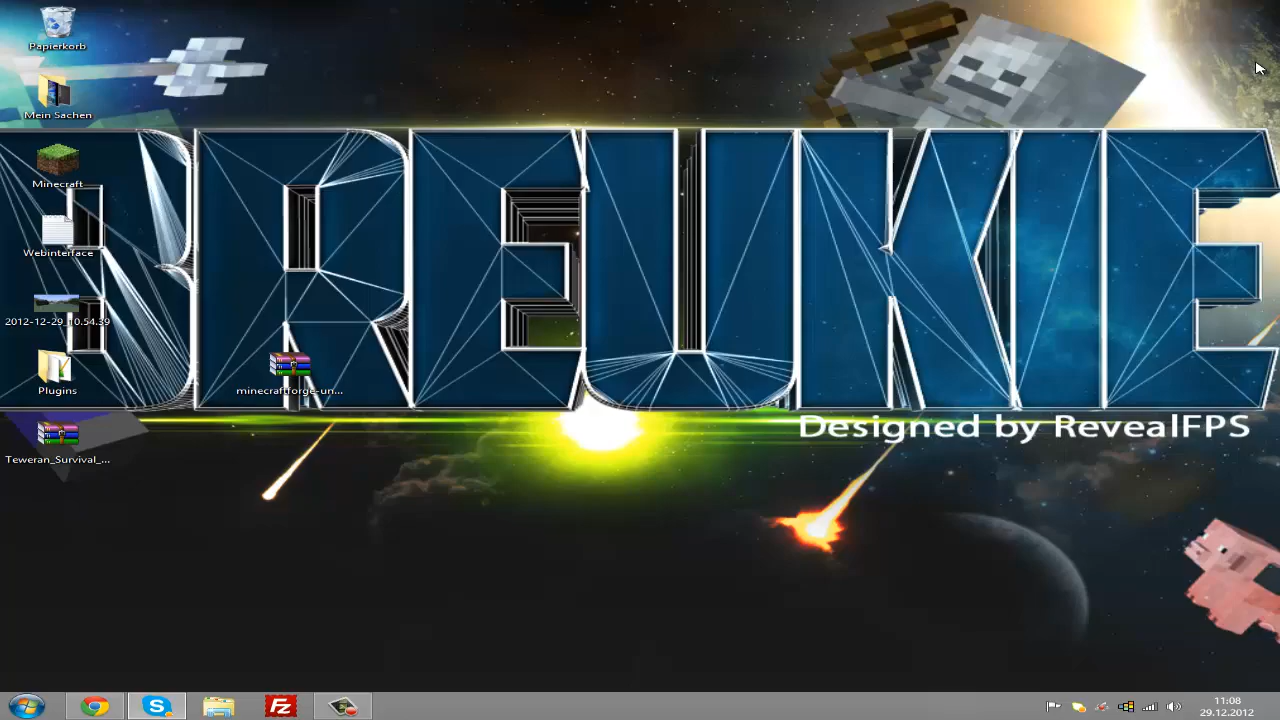 Papierkorb
Mein Sachen
Minecraft
Webinterface
2012-12-29_10.54.39
Plugins
Teweran_Survival_...
minecraftforge-un...
BREUKIE
Designed by RevealFPS
S
Fz
11:08
29.12.2012